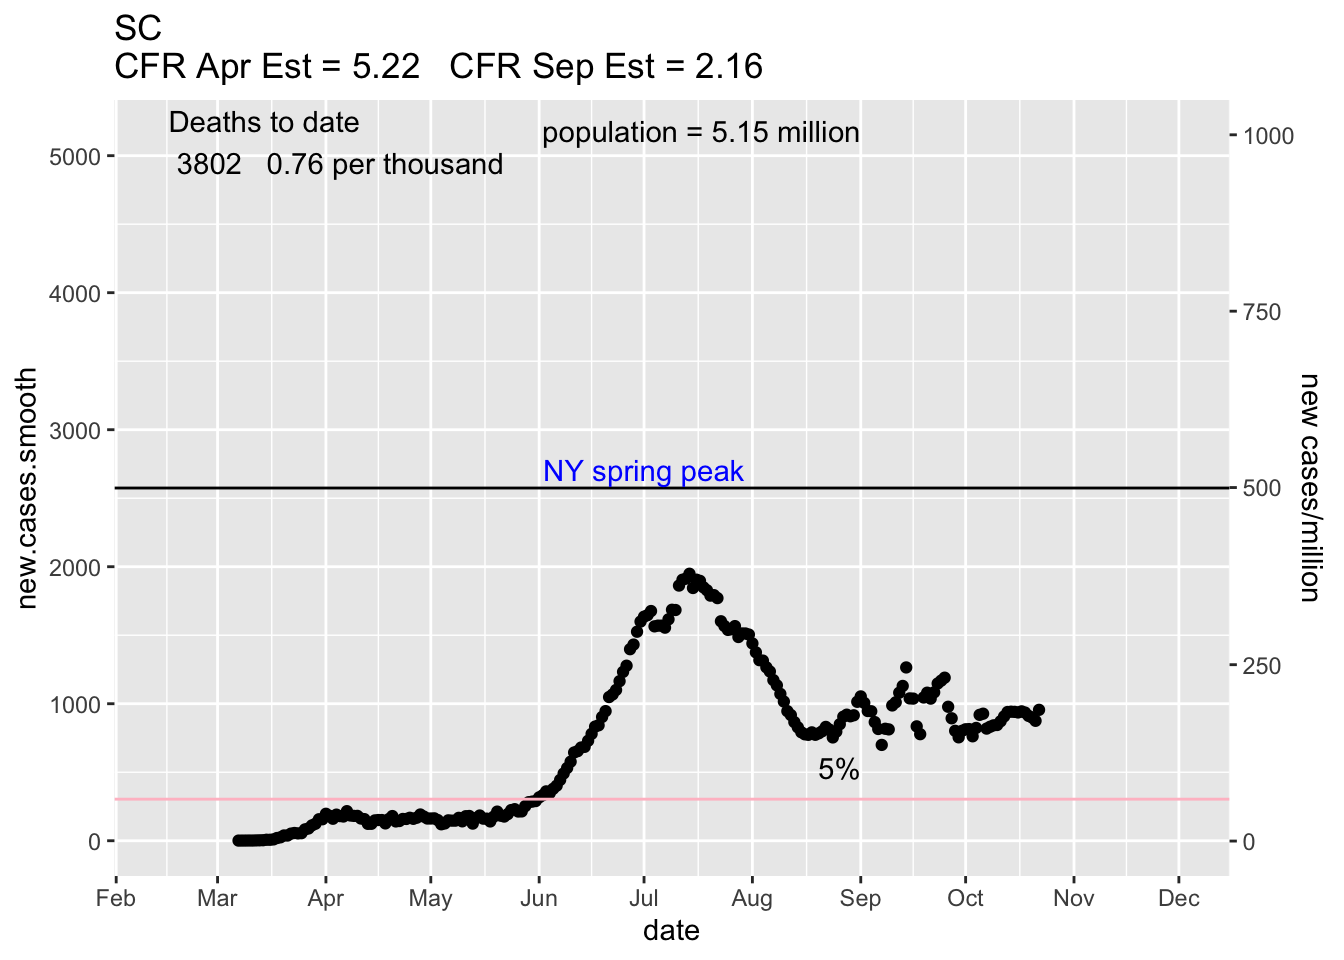 SC
CFR Apr Est = 5.22   CFR Sep Est = 2.16
Deaths to date
3802   0.76 per thousand
population = 5.15 million
NY spring peak
5%
5000
4000
3000
2000
1000
0
new.cases.smooth
1000
750
500
250
0
new cases/million
Feb Mar Apr May Jun Jul Aug Sep Oct Nov Dec
date